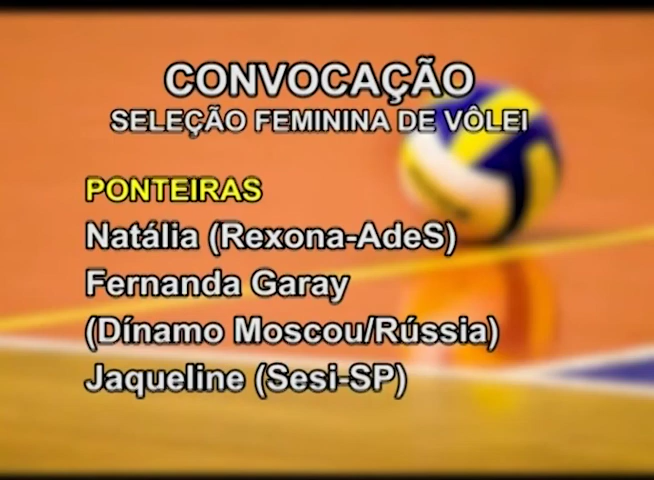 CONVOCAÇÃO
SELEÇÃO FEMININA DE VÔLEI
PONTEIRAS
Natália (Rexona-AdeS)
Fernanda Garay
(Dínamo Moscou/Rússia)
Jaqueline (Sesi-SP)